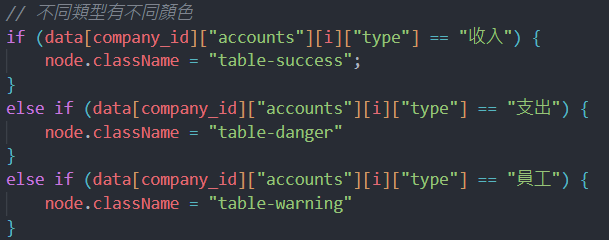 // 不同類型有不同顏色
if (data[company_id]["accounts"][i]["type"] == "收入") {
    node.className = "table-success";
}
else if (data[company_id]["accounts"][i]["type"] == "支出") {
    node.className = "table-danger"
}
else if (data[company_id]["accounts"][i]["type"] == "員工") {
    node.className = "table-warning"
}